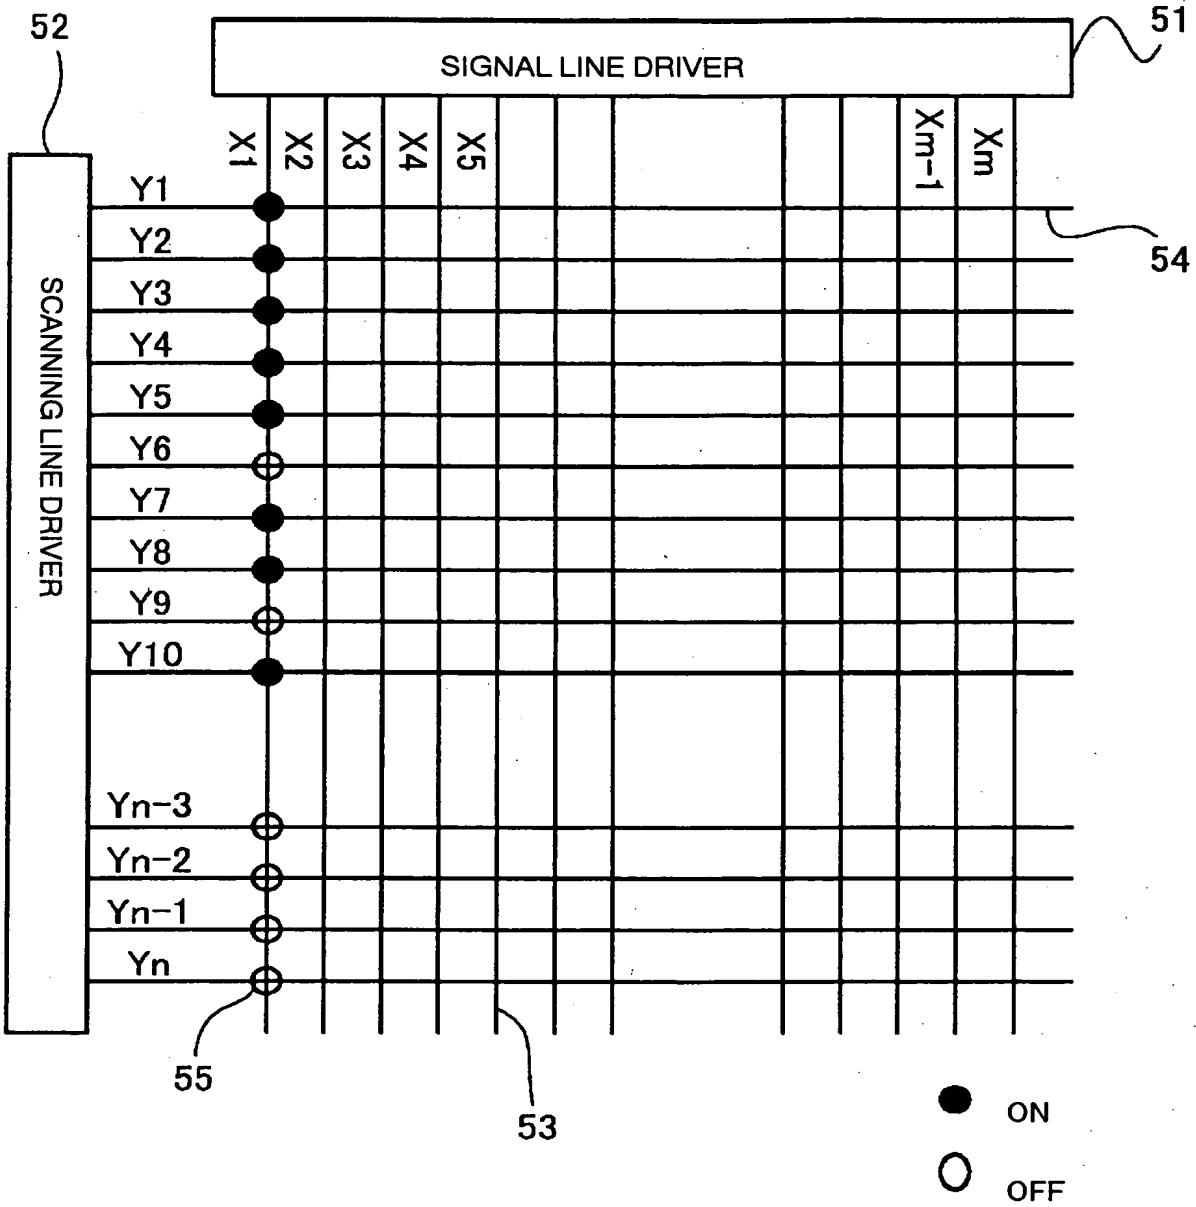 52
51
SIGNAL LINE DRIVER
X1
X2
X3
X4
X5
Xm-1
Xm
Y1
Y2
54
SCANNING LINE DRIVER
Y3
Y4
Y5
Y6
Y7
Y8
Y9
Y10
Yn-3
Yn-2
Yn-1
Yn
55
53
ON
OFF